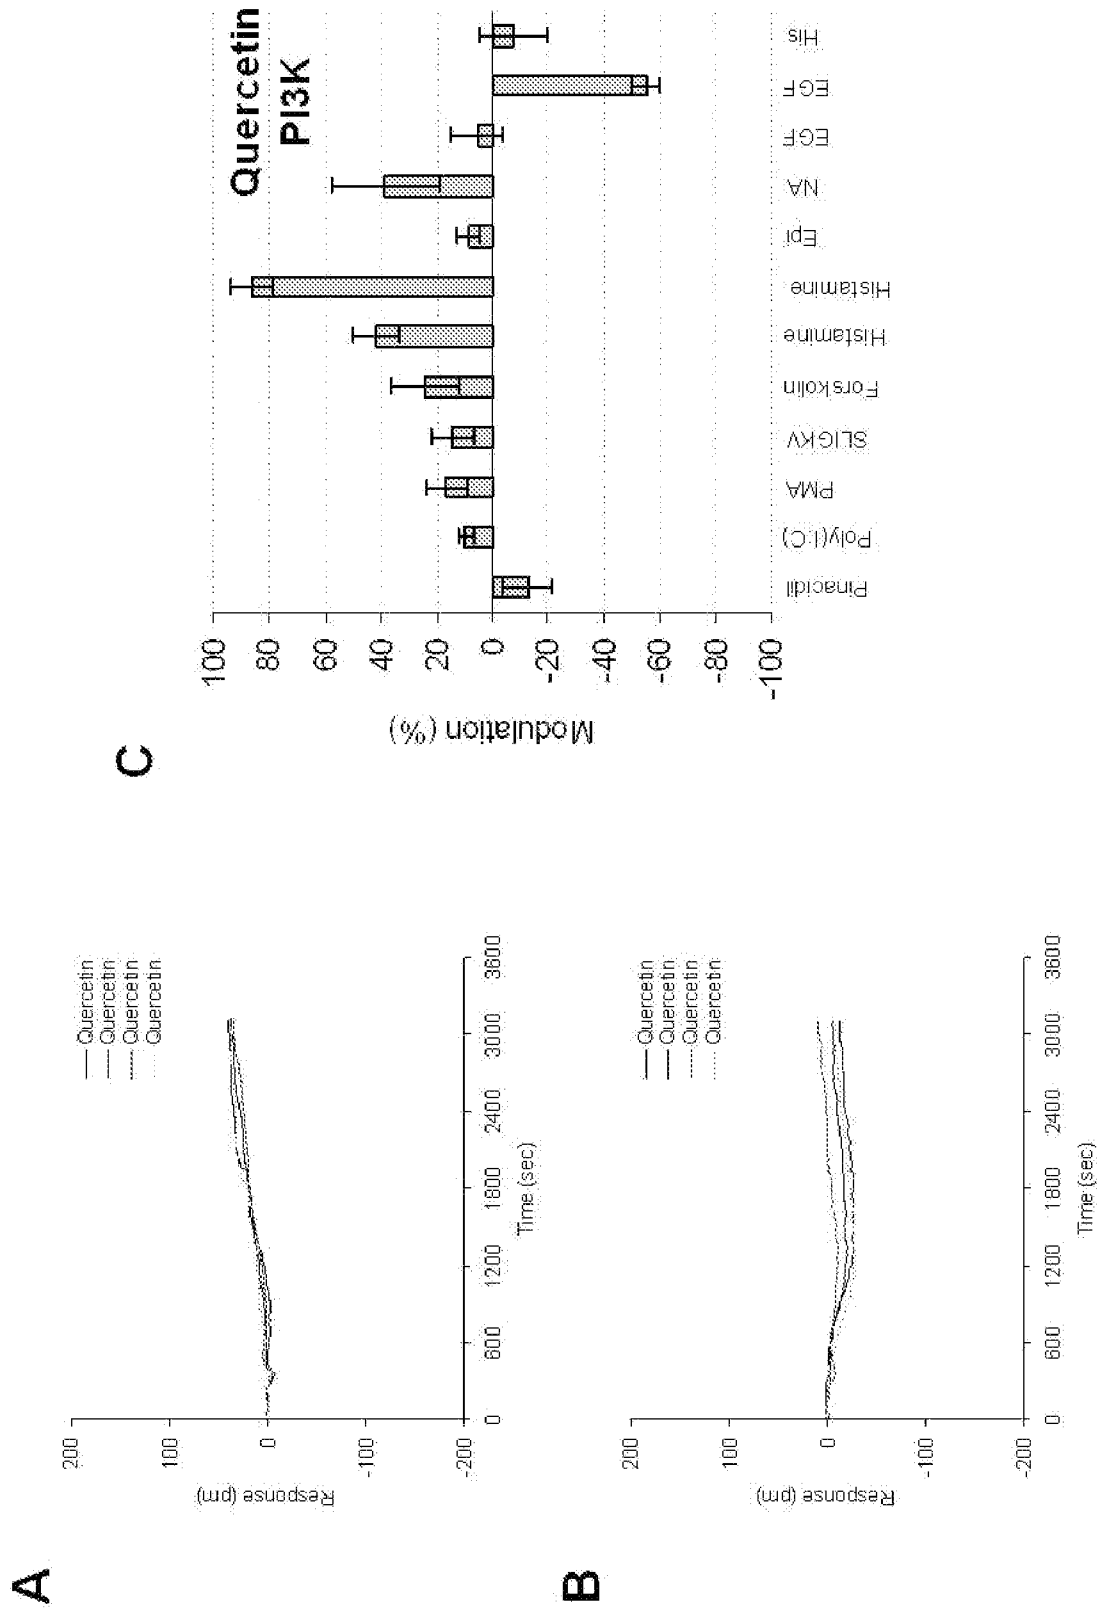 A
Quercetin
Quercetin
Quercetin
Quercetin
200
100
0
-100
-200
Response (pm)
0
600
1200
1800
2400
3000
3600
Time (sec)
B
Quercetin
Quercetin
Quercetin
Quercetin
200
100
0
-100
-200
Response (pm)
0
600
1200
1800
2400
3000
3600
Time (sec)
C
Quercetin
PI3K
100
80
60
40
20
0
-20
-40
-60
-80
-100
Modulation (%)
Pinacidil
Poly(I:C)
PMA
SLIGKV
Forskolin
Histamine
Histamine
Epi
NA
EGF
EGF
His